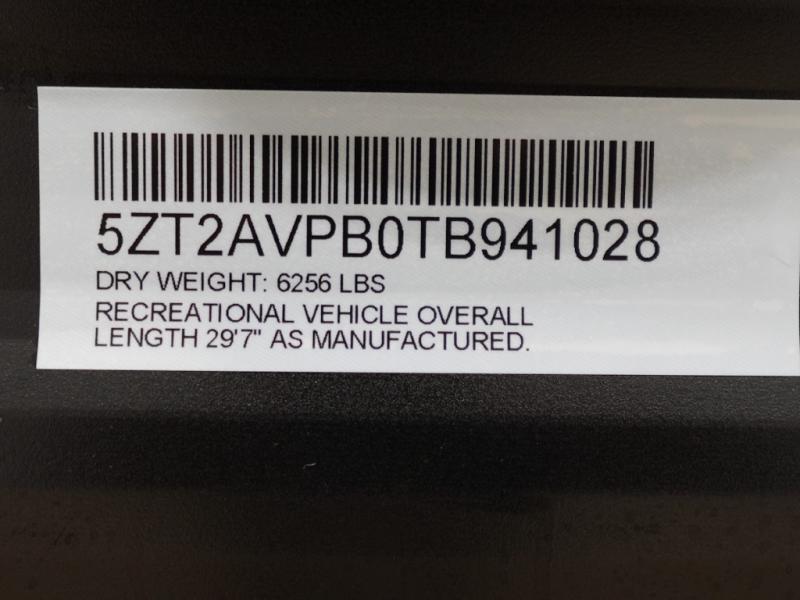 5ZT2AVPB0TB941028
DRY WEIGHT: 6256 LBS
RECREATIONAL VEHICLE OVERALL
LENGTH 29'7" AS MANUFACTURED.